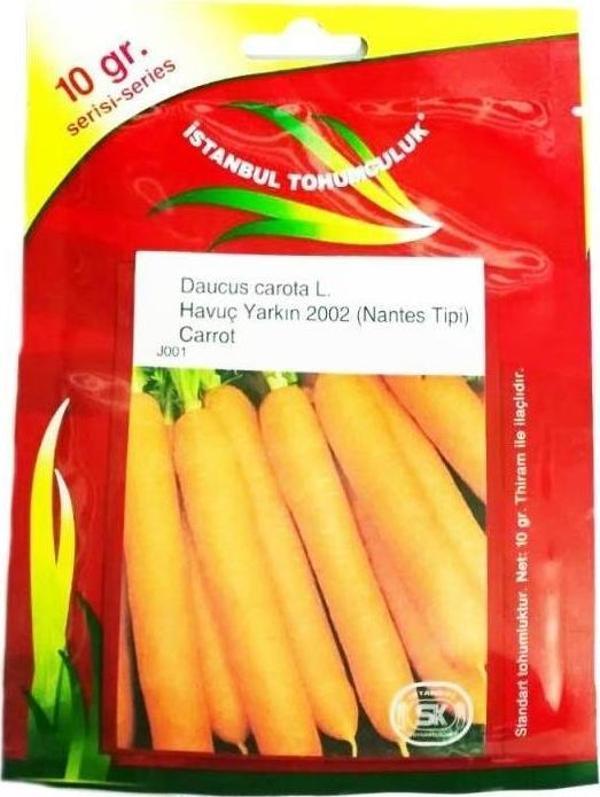 10 gr.
serisi-series
İSTANBUL TOHUMCULUK
Daucus carota L.
Havuç Yarkın 2002 (Nantes Tipi)
Carrot
J001
Standart tohumluktur. Net: 10 gr. Thiram ile ilaçlıdır.
SK